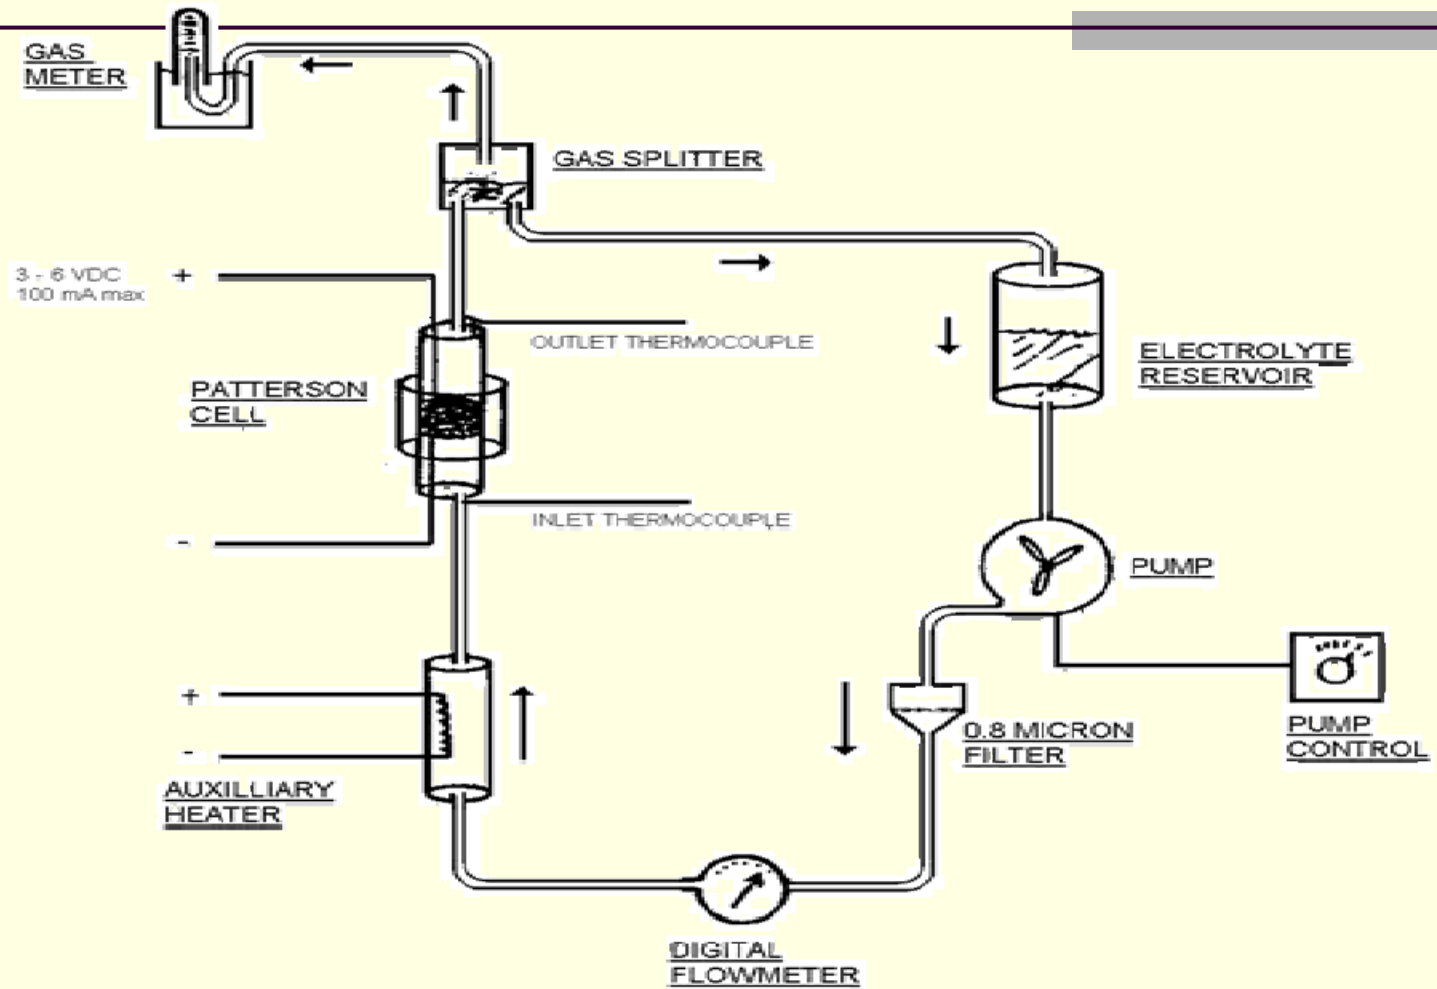 GAS
METER
GAS SPLITTER
3 - 6 VDC
100 mA max
+
OUTLET THERMOCOUPLE
PATTERSON
CELL
ELECTROLYTE
RESERVOIR
INLET THERMOCOUPLE
-
PUMP
+
-
AUXILLIARY
HEATER
0.8 MICRON
FILTER
PUMP
CONTROL
DIGITAL
FLOWMETER